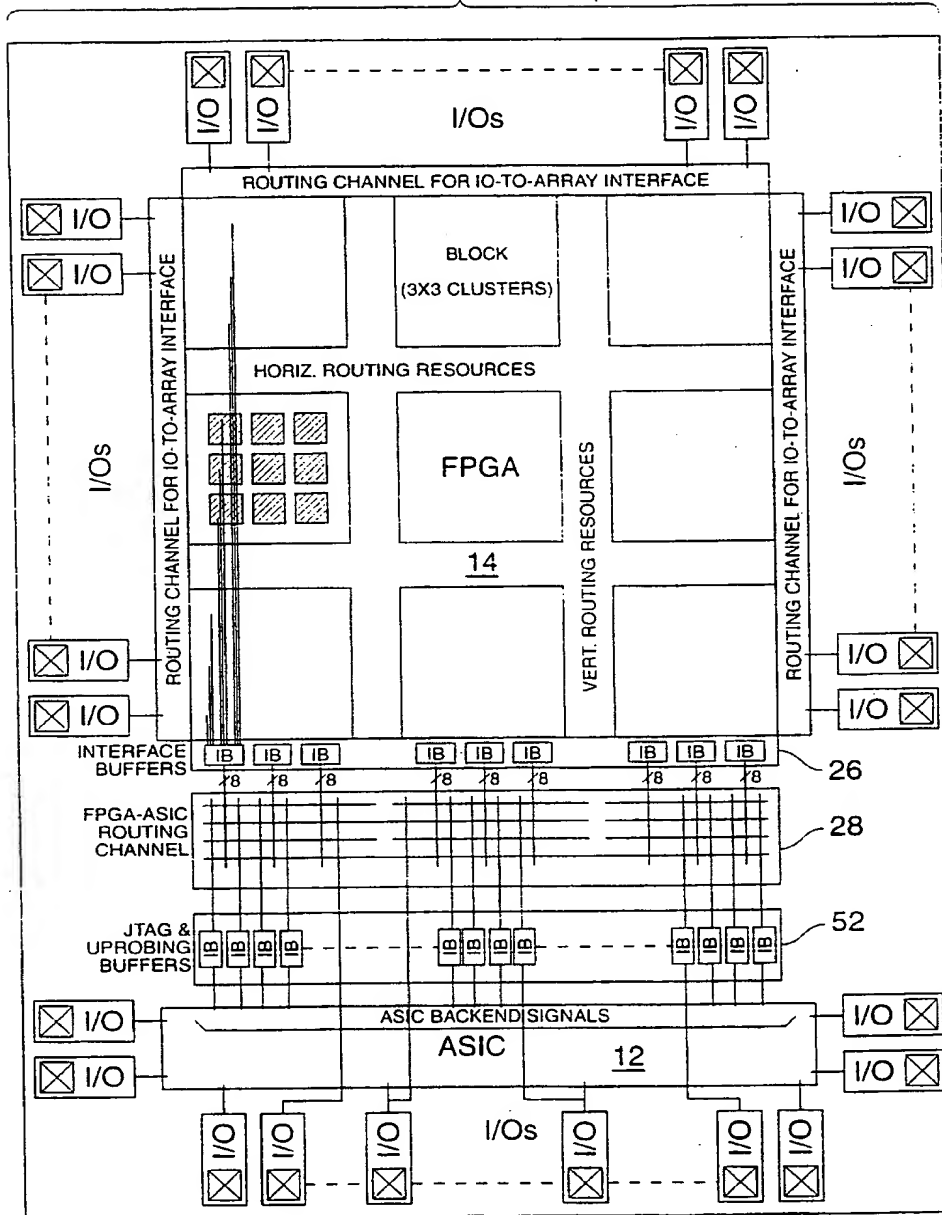 I/O I/O I/O I/O
I/Os
ROUTING CHANNEL FOR IO-TO-ARRAY INTERFACE
I/O
I/O
I/Os
I/O
I/O
ROUTING CHANNEL FOR IO-TO-ARRAY INTERFACE
BLOCK
(3X3 CLUSTERS)
HORIZ. ROUTING RESOURCES
FPGA
14
VERT. ROUTING RESOURCES
ROUTING CHANNEL FOR IO-TO-ARRAY INTERFACE
I/O
I/O
I/Os
I/O
I/O
INTERFACE
BUFFERS
IB IB IB IB IB IB IB IB IB
26
8 8 8 8 8 8 8 8 8
FPGA-ASIC
ROUTING
CHANNEL
28
JTAG &
UPROBING
BUFFERS
IB IB IB IB IB IB IB IB IB IB IB IB
52
ASIC BACKEND SIGNALS
ASIC
12
I/O
I/O
I/O
I/O
I/O I/O I/O I/O I/O I/O
I/Os